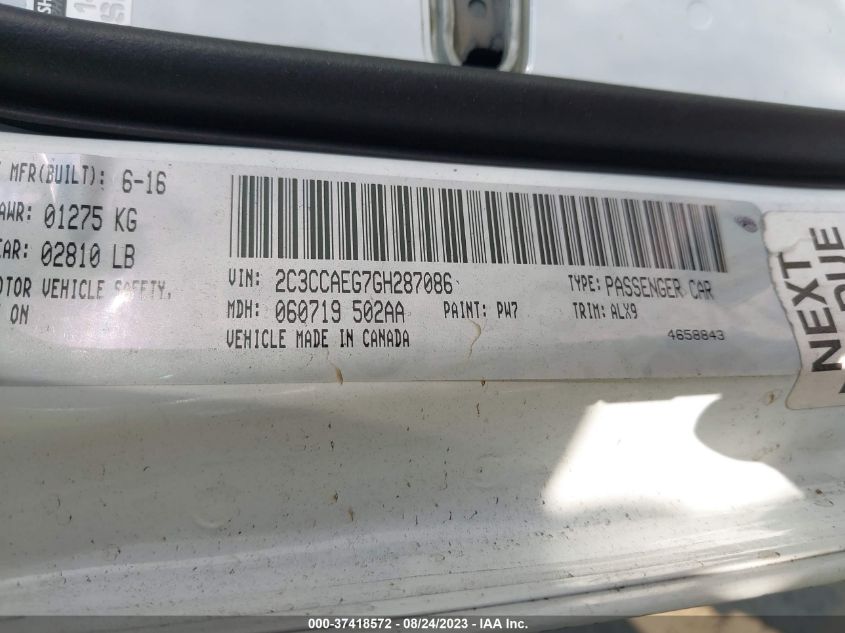 MFR(BUILT): 6-16
AWR: 01275 KG
02810 LB
VEHICLE SAFETY,
ON
VIN: 2C3CCAEG7GH287086
TYPE: PASSENGER CAR
MDH: 060719 502AA
PAINT: PW7
TRIM: ALX9
VEHICLE MADE IN CANADA
4658843
NEXT
DUE
000-37418572 - 08/24/2023 - IAA Inc.